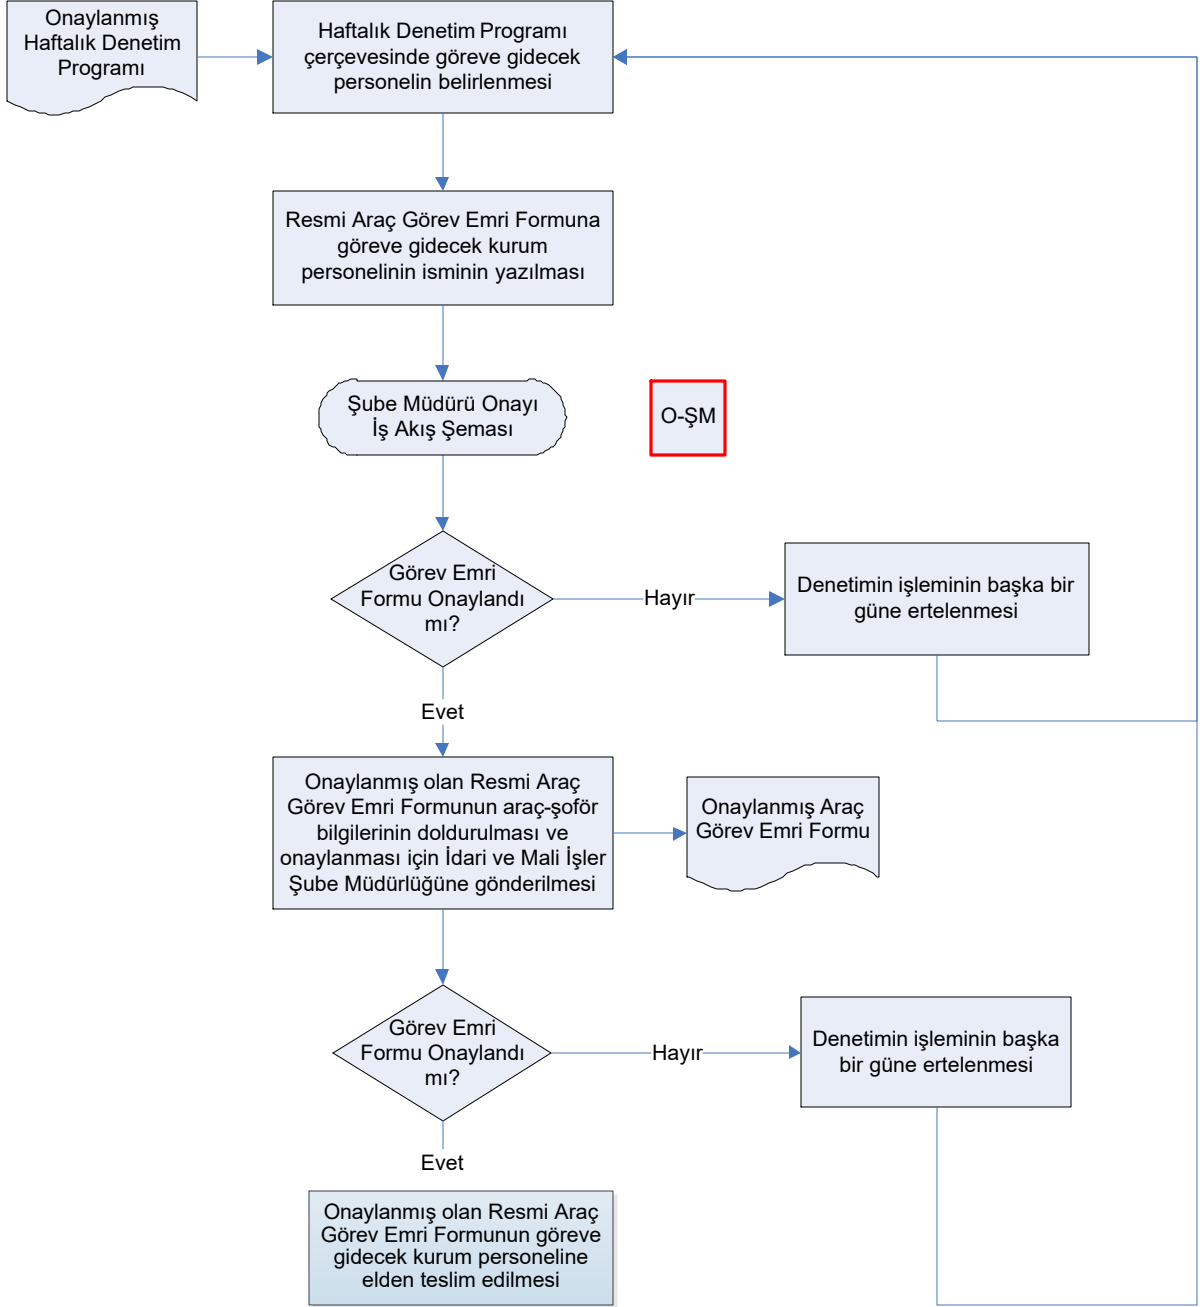 Onaylanmış
Haftalık Denetim
Programı
Haftalık Denetim Programı
çerçevesinde göreve gidecek
personelin belirlenmesi
Resmi Araç Görev Emri Formuna
göreve gidecek kurum
personelinin isminin yazılması
Şube Müdürü Onayı
İş Akış Şeması
O-ŞM
Görev Emri
Formu Onaylandı
mı?
Hayır
Denetimin işleminin başka bir
güne ertelenmesi
Evet
Onaylanmış olan Resmi Araç
Görev Emri Formunun araç-şoför
bilgilerinin doldurulması ve
onaylanması için İdari ve Mali İşler
Şube Müdürlüğüne gönderilmesi
Onaylanmış Araç
Görev Emri Formu
Görev Emri
Formu Onaylandı
mı?
Hayır
Denetimin işleminin başka
bir güne ertelenmesi
Evet
Onaylanmış olan Resmi Araç
Görev Emri Formunun göreve
gidecek kurum personeline
elden teslim edilmesi